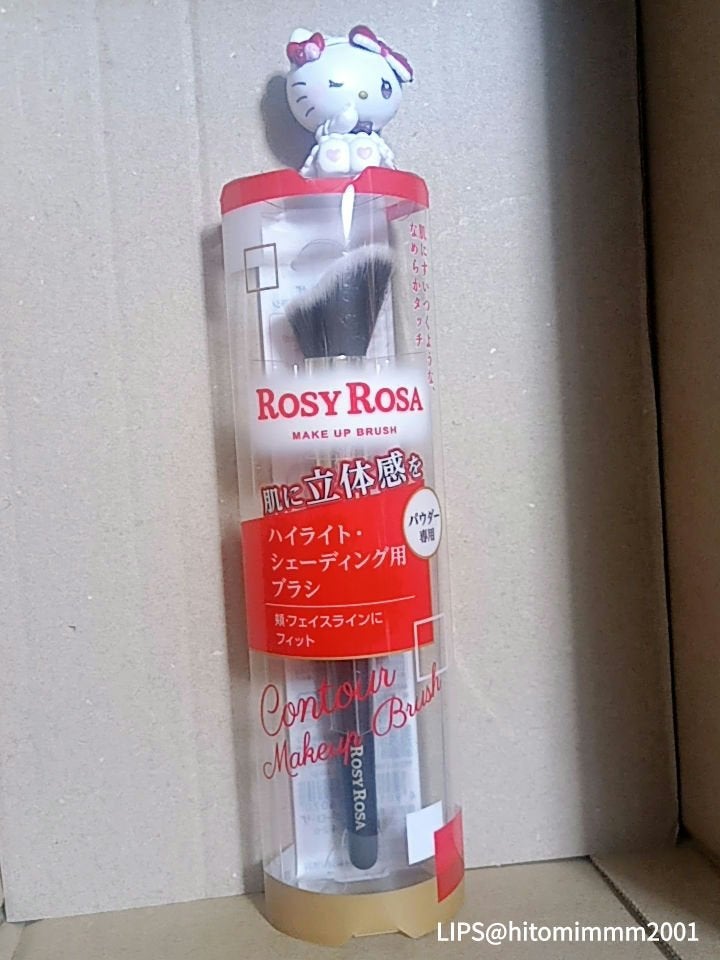 肌にすいつくような、
なめらかタッチ
ROSY ROSA
MAKE UP BRUSH
肌に立体感を
パウダー
専用
ハイライト・
シェーディング用
ブラシ
頬・フェイスラインに
フィット
Contour
Makeup Brush
ROSY ROSA
LIPS@hitomimmm2001